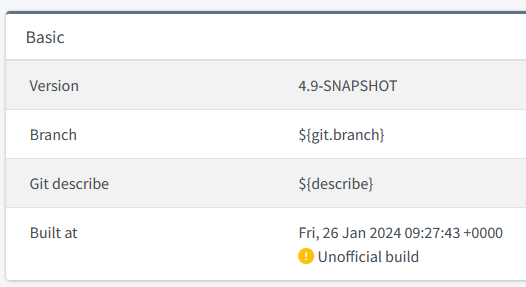 Basic
Version 4.9-SNAPSHOT
Branch ${git.branch}
Git describe ${describe}
Built at Fri, 26 Jan 2024 09:27:43 +0000
Unofficial build